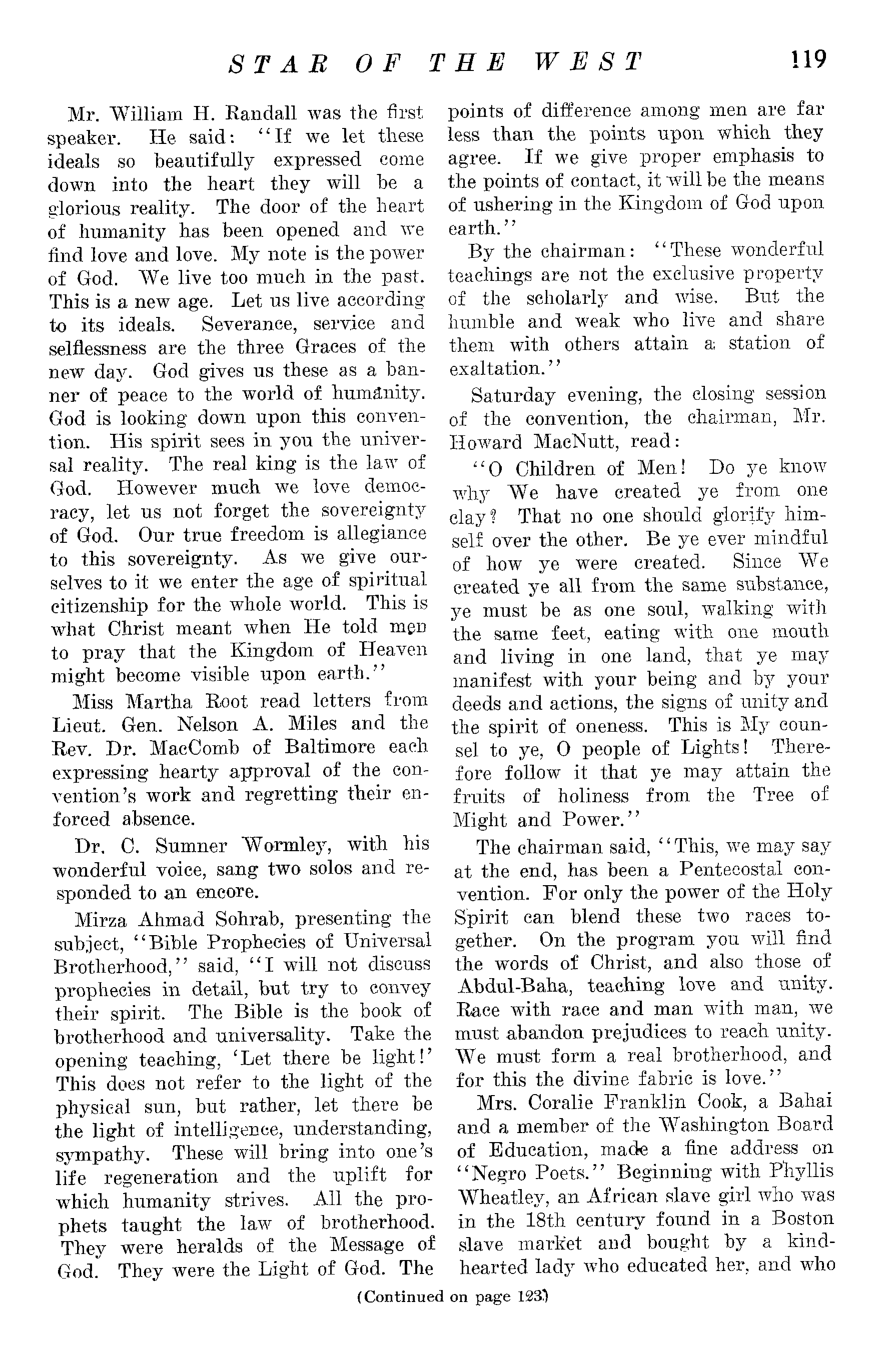 STAR OF THE WEST 119
Mr. William H. Randall was the first
speaker. He said: "If we let these
ideals so beautifully expressed come
down into the heart they will be a
glorious reality. The door of the heart
of humanity has been opened and we
find love and love. My note is the power
of God. We live too much in the past.
This is a new age. Let us live according
to its ideals. Severance, service and
selflessness are the three Graces of the
new day. God gives us these as a ban-
ner of peace to the world of humanity.
God is looking down upon this conven-
tion. His spirit sees in you the univer-
sal reality. The real king is the law of
God. However much we love democ-
racy, let us not forget the sovereignty
of God. Our true freedom is allegiance
to this sovereignty. As we give our-
selves to it we enter the age of spiritual
citizenship for the whole world. This is
what Christ meant when He told men
to pray that the Kingdom of Heaven
might become visible upon earth."
Miss Martha Root read letters from
Lieut. Gen. Nelson A. Miles and the
Rev. Dr. MacComb of Baltimore each
expressing hearty approval of the con-
vention's work and regretting their en-
forced absence.
Dr. C. Sumner Wormley, with his
wonderful voice, sang two solos and re-
sponded to an encore.
Mirza Ahmad Sohrab, presenting the
subject, "Bible Prophecies of Universal
Brotherhood," said, "I will not discuss
prophecies in detail, but try to convey
their spirit. The Bible is the book of
brotherhood and universality. Take the
opening teaching, 'Let there be light!'
This does not refer to the light of the
physical sun, but rather, let there be
the light of intelligence, understanding,
sympathy. These will bring into one's
life regeneration and the uplift for
which humanity strives. All the pro-
phets taught the law of brotherhood.
They were heralds of the Message of
God. They were the Light of God. The
points of difference among men are far
less than the points upon which they
agree. If we give proper emphasis to
the points of contact, it will be the means
of ushering in the Kingdom of God upon
earth."
By the chairman: "These wonderful
teachings are not the exclusive property
of the scholarly and wise. But the
humble and weak who live and share
them with others attain a station of
exaltation."
Saturday evening, the closing session
of the convention, the chairman, Mr.
Howard MacNutt, read:
"O Children of Men! Do ye know
why We have created ye from one
clay? That no one should glorify him-
self over the other. Be ye ever mindful
of how ye were created. Since We
created ye all from the same substance,
ye must be as one soul, walking with
the same feet, eating with one mouth
and living in one land, that ye may
manifest with your being and by your
deeds and actions, the signs of unity and
the spirit of oneness. This is My coun-
sel to ye, O people of Lights! There-
fore follow it that ye may attain the
fruits of holiness from the Tree of
Might and Power."
The chairman said, "This, we may say
at the end, has been a Pentecostal con-
vention. For only the power of the Holy
Spirit can blend these two races to-
gether. On the program you will find
the words of Christ, and also those of
Abdul-Baha, teaching love and unity.
Race with race and man with man, we
must abandon prejudices to reach unity.
We must form a real brotherhood, and
for this the divine fabric is love."
Mrs. Coralie Franklin Cook, a Bahai
and a member of the Washington Board
of Education, made a fine address on
"Negro Poets." Beginning with Phyllis
Wheatley, an African slave girl who was
in the 18th century found in a Boston
slave market and bought by a kind-
hearted lady who educated her, and who
(Continued on page 123)